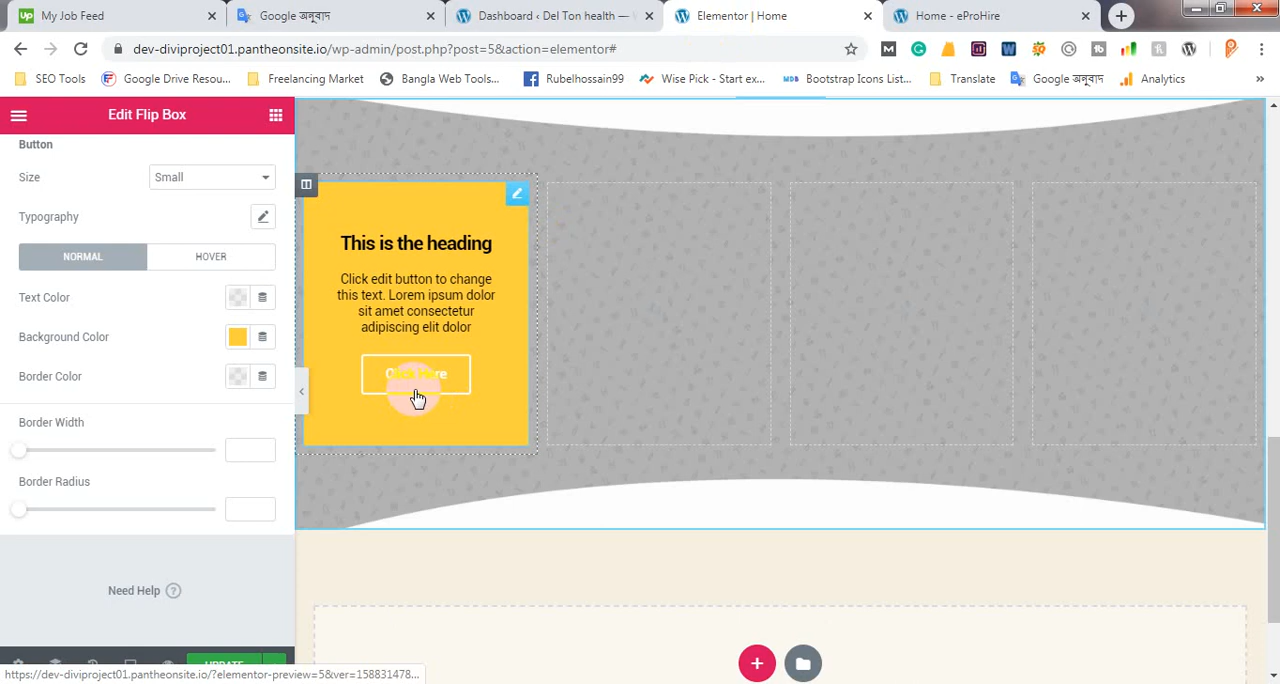 Up My Job Feed
Google অনুবাদ
Dashboard ‹ Del Ton health —
Elementor | Home
Home - eProHire
dev-diviproject01.pantheonsite.io/wp-admin/post.php?post=5&action=elementor#
SEO Tools
Google Drive Resou...
Freelancing Market
Bangla Web Tools...
Rubelhossain99
Wise Pick - Start ex...
MDB Bootstrap Icons List...
Translate
Google অনুবাদ
Analytics
»
Edit Flip Box
Button
Size
Small
Typography
NORMAL
HOVER
Text Color
Background Color
Border Color
Border Width
Border Radius
Need Help ?
UPDATE
This is the heading
Click edit button to change
this text. Lorem ipsum dolor
sit amet consectetur
adipiscing elit dolor
Click Here
https://dev-diviproject01.pantheonsite.io/?elementor-preview=5&ver=158831478...